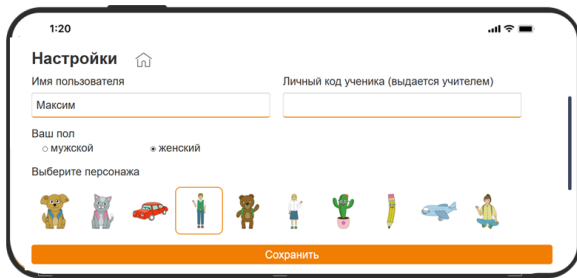 1:20
Настройки
Имя пользователя
Личный код ученика (выдается учителем)
Максим
Ваш пол
мужской
женский
Выберите персонажа
Сохранить